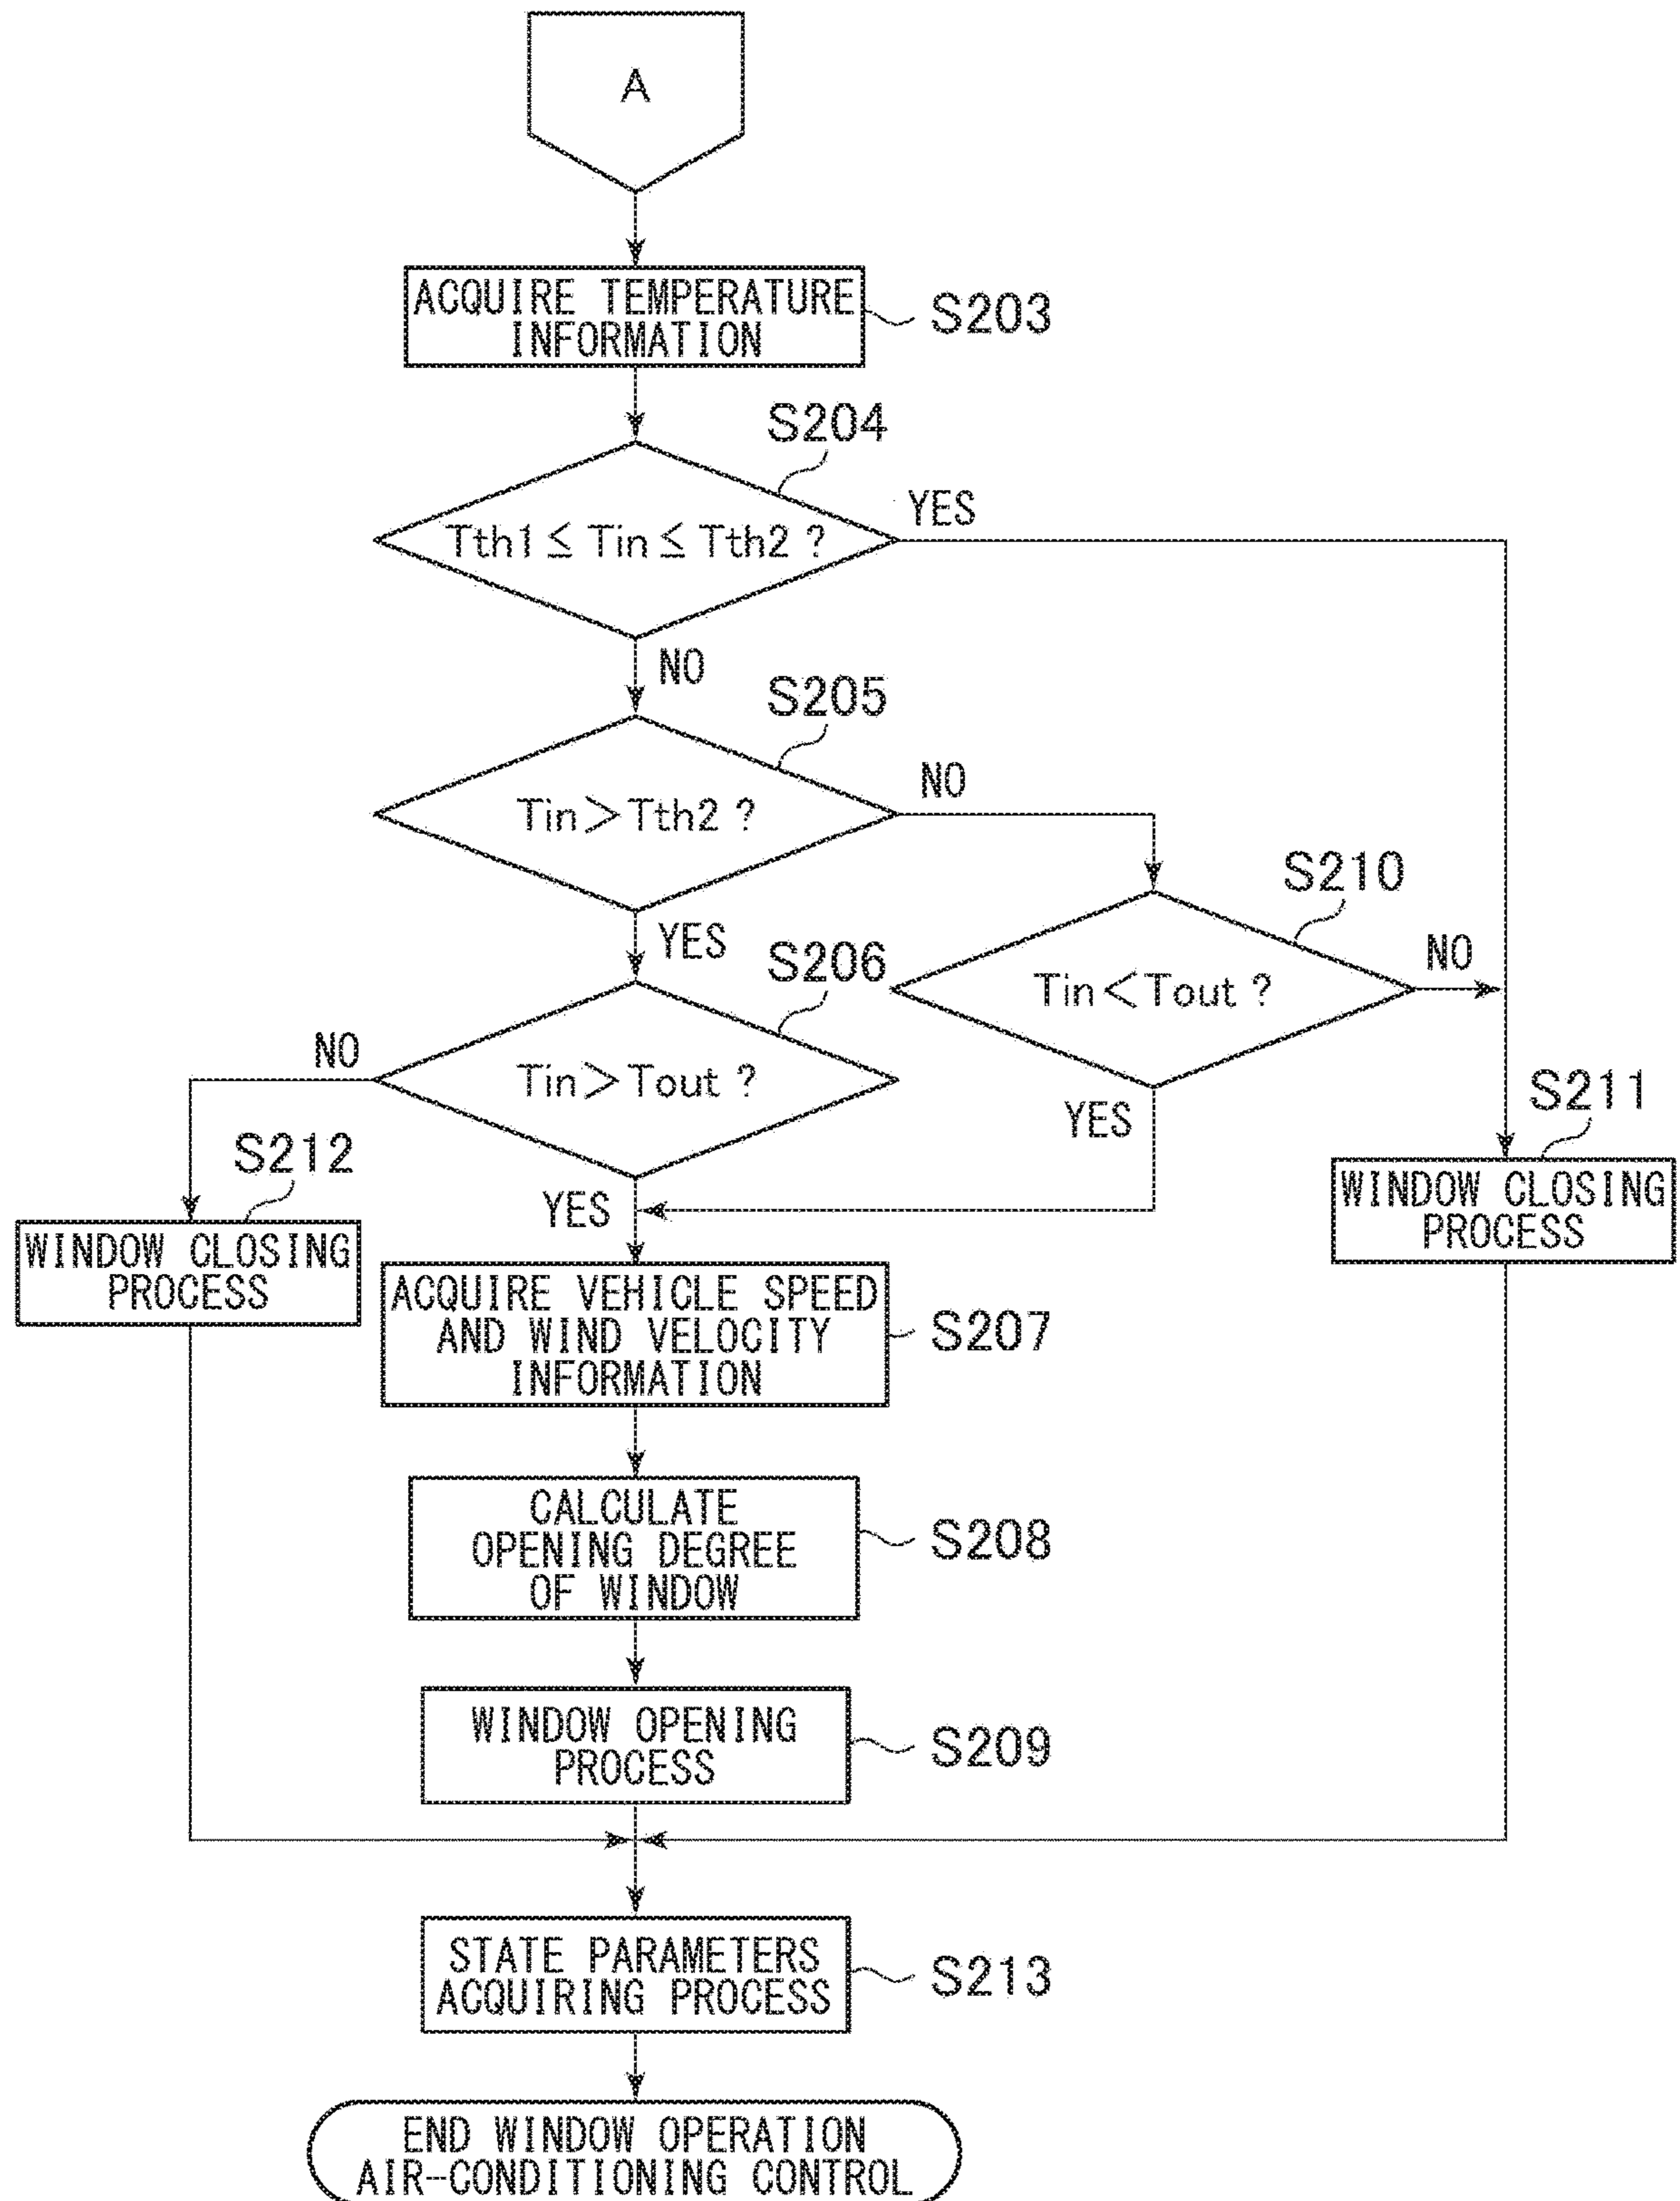 A
ACQUIRE TEMPERATURE
INFORMATION
S203
S204
Tth1 ≦ Tin ≦ Tth2 ?
YES
NO
S205
Tin > Tth2 ?
NO
YES
S210
Tin < Tout ?
NO
YES
S206
Tin > Tout ?
NO
YES
S211
WINDOW CLOSING
PROCESS
S212
WINDOW CLOSING
PROCESS
ACQUIRE VEHICLE SPEED
AND WIND VELOCITY
INFORMATION
S207
CALCULATE
OPENING DEGREE
OF WINDOW
S208
WINDOW OPENING
PROCESS
S209
STATE PARAMETERS
ACQUIRING PROCESS
S213
END WINDOW OPERATION
AIR-CONDITIONING CONTROL